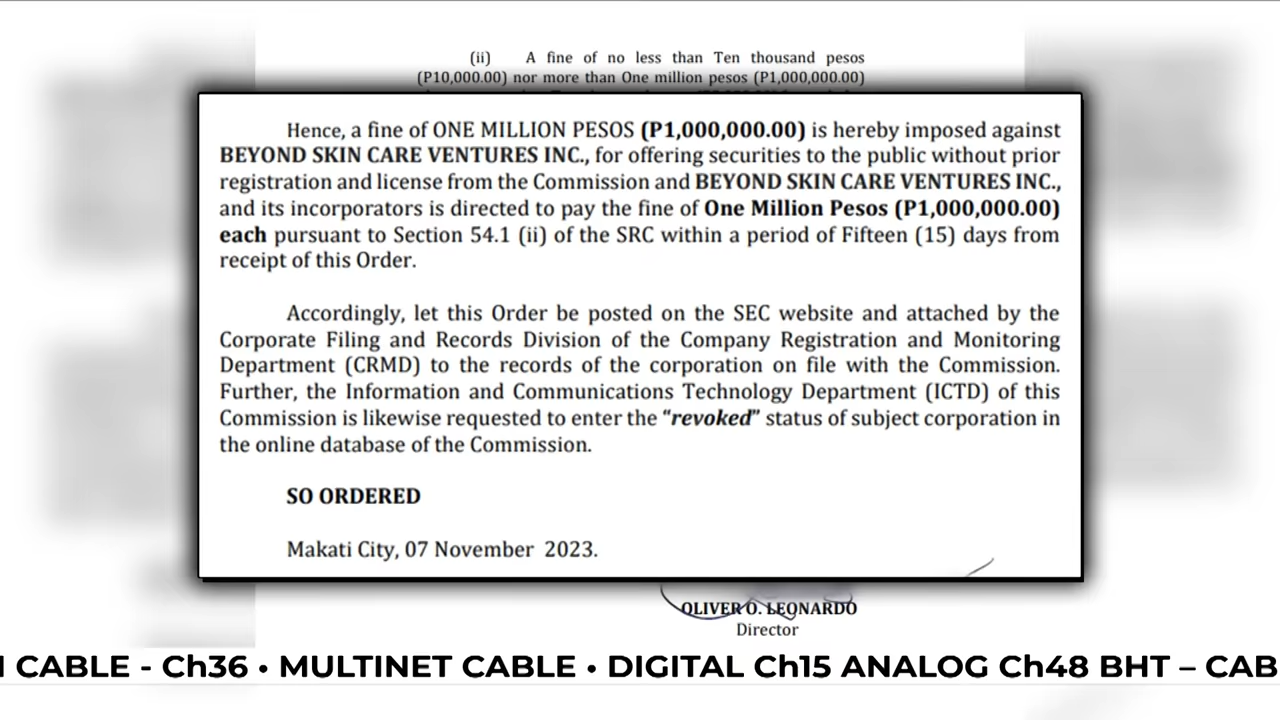 (ii) A fine of no less than Ten thousand pesos
(P10,000.00) nor more than One million pesos (P1,000,000.00)
Hence, a fine of ONE MILLION PESOS (P1,000,000.00) is hereby imposed against
BEYOND SKIN CARE VENTURES INC., for offering securities to the public without prior
registration and license from the Commission and BEYOND SKIN CARE VENTURES INC.,
and its incorporators is directed to pay the fine of One Million Pesos (P1,000,000.00)
each pursuant to Section 54.1 (ii) of the SRC within a period of Fifteen (15) days from
receipt of this Order.
Accordingly, let this Order be posted on the SEC website and attached by the
Corporate Filing and Records Division of the Company Registration and Monitoring
Department (CRMD) to the records of the corporation on file with the Commission.
Further, the Information and Communications Technology Department (ICTD) of this
Commission is likewise requested to enter the “revoked” status of subject corporation in
the online database of the Commission.
SO ORDERED
Makati City, 07 November 2023.
OLIVER O. LEONARDO
Director
CABLE - Ch36 • MULTINET CABLE • DIGITAL Ch15 ANALOG Ch48 BHT – CAB